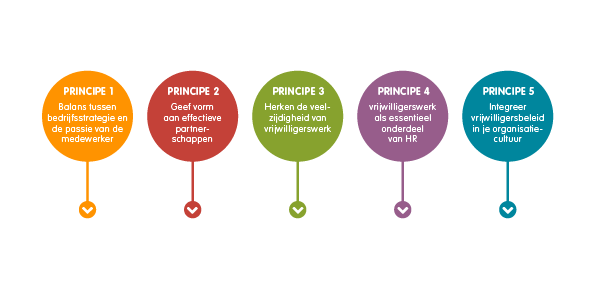 PRINCIPE 1
Balans tussen
bedrijfsstrategie en
de passie van de
medewerker
PRINCIPE 2
Geef vorm
aan effectieve
partner-
schappen
PRINCIPE 3
Herken de veel-
zijdigheid van
vrijwilligerswerk
PRINCIPE 4
vrijwilligerswerk
als essentieel
onderdeel
van HR
PRINCIPE 5
Integreer
vrijwilligersbeleid
in je organisatie-
cultuur